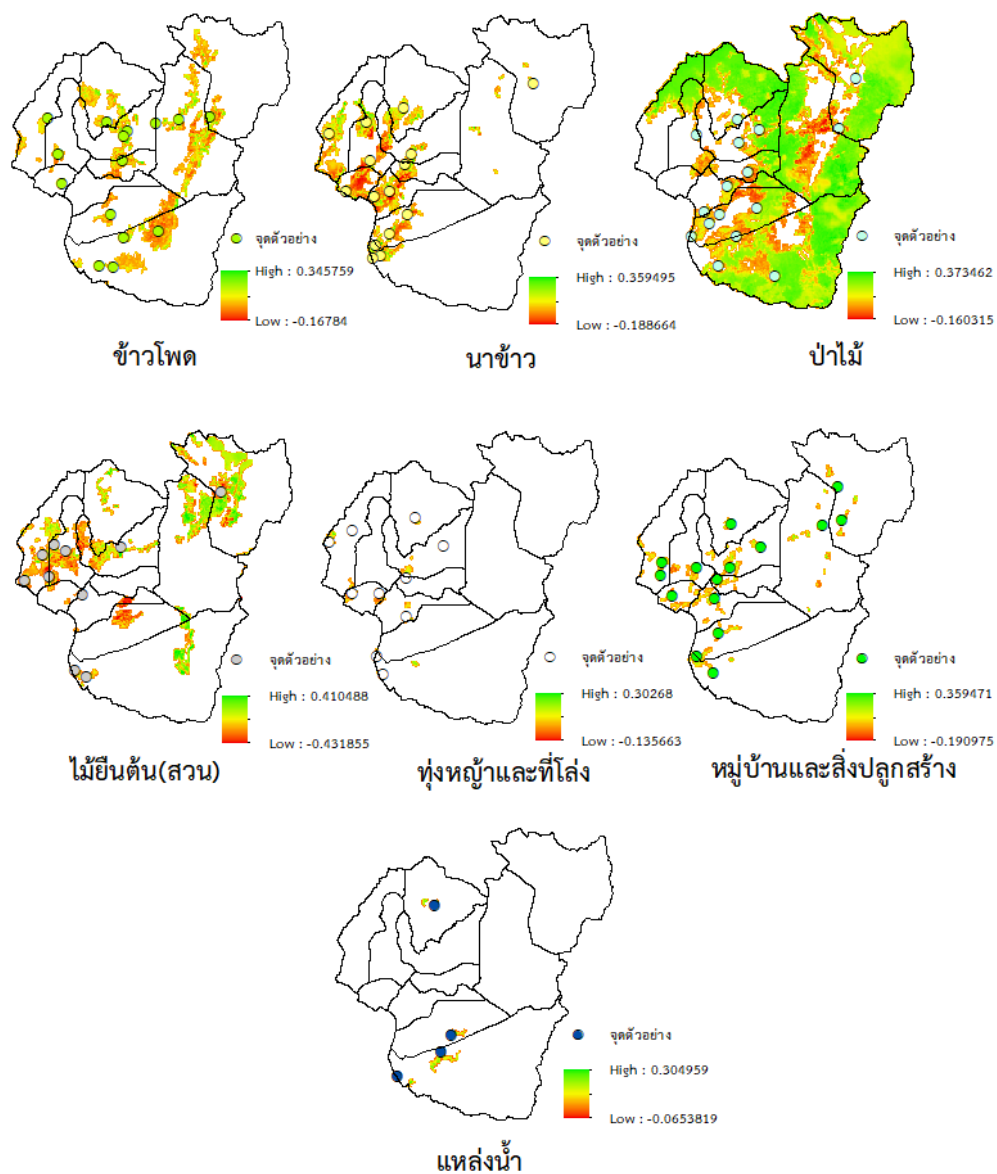 จุดตัวอย่าง
High : 0.345759
Low : -0.16784
ข้าวโพด
จุดตัวอย่าง
High : 0.359495
Low : -0.188664
นาข้าว
จุดตัวอย่าง
High : 0.373462
Low : -0.160315
ป่าไม้
จุดตัวอย่าง
High : 0.410488
Low : -0.431855
ไม้ยืนต้น(สวน)
จุดตัวอย่าง
High : 0.30268
Low : -0.135663
ทุ่งหญ้าและที่โล่ง
จุดตัวอย่าง
High : 0.359471
Low : -0.190975
หมู่บ้านและสิ่งปลูกสร้าง
จุดตัวอย่าง
High : 0.304959
Low : -0.0653819
แหล่งน้ำ